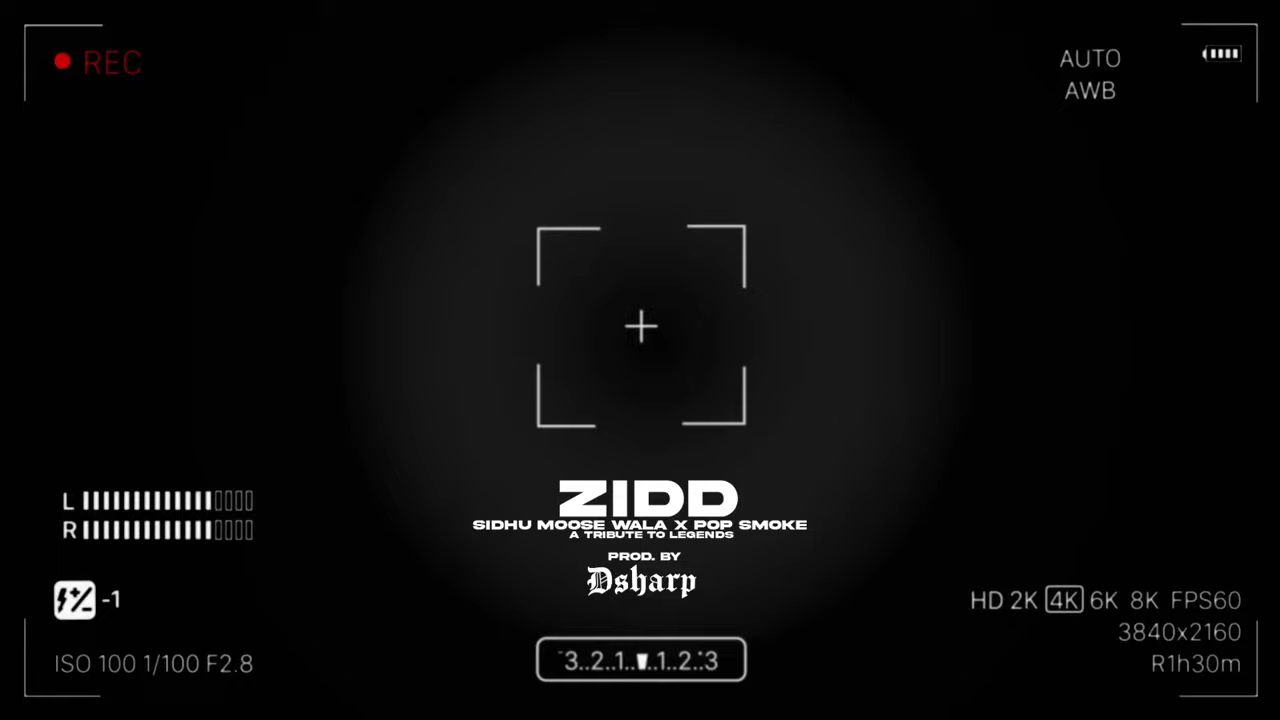 REC
AUTO
AWB
ZIDD
SIDHU MOOSE WALA X POP SMOKE
A TRIBUTE TO LEGENDS
PROD. BY
Dsharp
L
R
-1
ISO 100 1/100 F2.8
3..2..1....1..2..3
HD 2K 4K 6K 8K FPS60
3840x2160
R1h30m